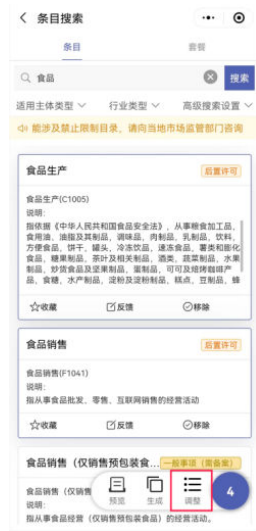 条目搜索
条目 套餐
食品 搜索
适用主体类型 行业类型 高级搜索设置
能涉及禁止限制目录，请向当地市场监管部门咨询
食品生产 后置许可
食品生产(C1005)
说明：
指依据《中华人民共和国食品安全法》，从事粮食加工品，
食用油、油脂及其制品，调味品，肉制品，乳制品，饮料，
方便食品，饼干，罐头，冷冻饮品，速冻食品，薯类和膨化
食品，糖果制品，茶叶及相关制品，酒类，蔬菜制品，水果
制品，炒货食品及坚果制品，蛋制品，可可及焙烤咖啡产
品，食糖，水产制品，淀粉及淀粉制品，糕点，豆制品，蜂
收藏 反馈 移除
食品销售 后置许可
食品销售(F1041)
说明：
指从事食品批发、零售、互联网销售的经营活动
收藏 反馈 移除
食品销售（仅销售预包装食... 一般事项（需备案）
食品销售（仅销售
说明：
指从事食品经营（仅销售预包装食品）的经营活动。
预览 生成 调整 4